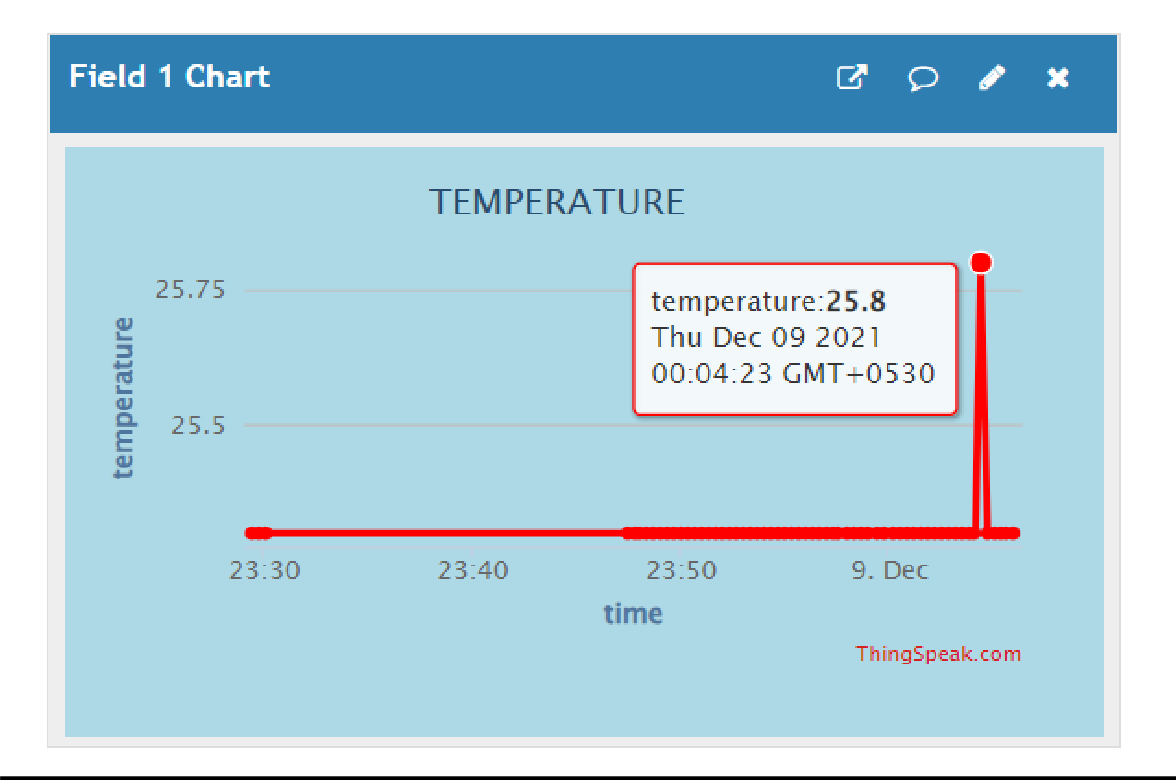 Field 1 Chart
TEMPERATURE
25.75
25.5
temperature
temperature:25.8
Thu Dec 09 2021
00:04:23 GMT+0530
23:30 23:40 23:50 9. Dec
time
ThingSpeak.com